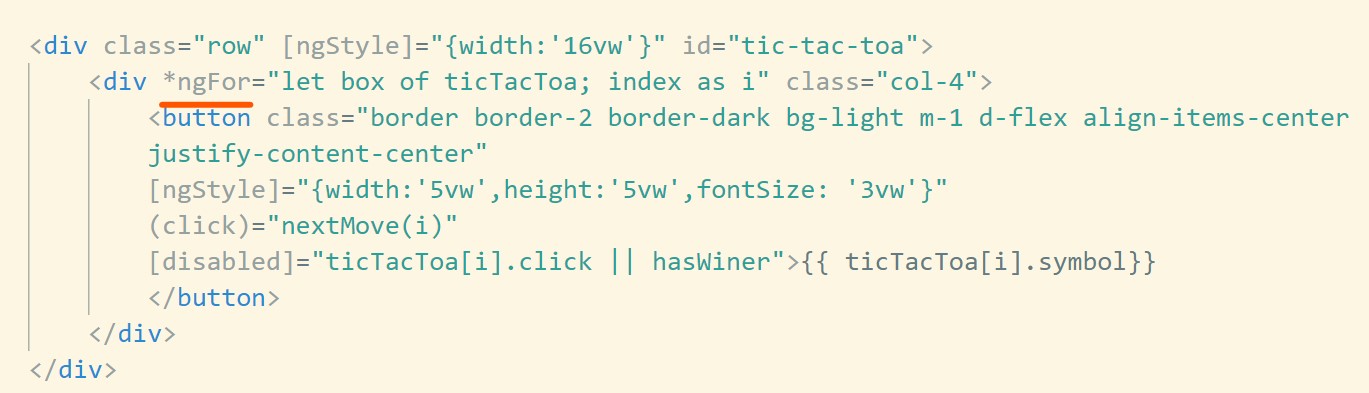 <div class="row" [ngStyle]="{width:'16vw'}" id="tic-tac-toa">
<div *ngFor="let box of ticTacToa; index as i" class="col-4">
<button class="border border-2 border-dark bg-light m-1 d-flex align-items-center
justify-content-center"
[ngStyle]="{width:'5vw',height:'5vw',fontSize: '3vw'}"
(click)="nextMove(i)"
[disabled]="ticTacToa[i].click || hasWiner">{{ ticTacToa[i].symbol}}
</button>
</div>
</div>